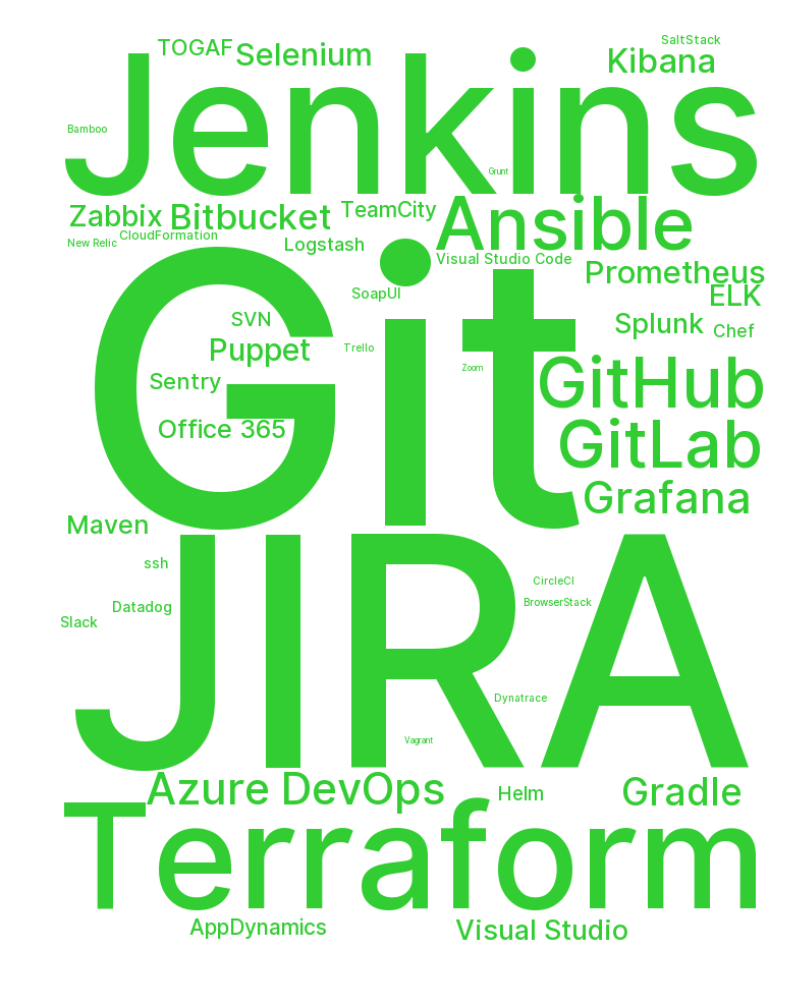 SaltStack
TOGAF
Selenium
Kibana
Jenkins
Bamboo
Grunt
Zabbix
Bitbucket
TeamCity
Ansible
CloudFormation
New Relic
Logstash
Visual Studio Code
Prometheus
ELK
SoapUI
SVN
Splunk
Chef
Puppet
Trello
Git
Zoom
Sentry
GitHub
Office 365
GitLab
Grafana
Maven
ssh
CircleCI
BrowserStack
Datadog
Slack
JIRA
Dynatrace
Vagrant
Azure DevOps
Helm
Gradle
Terraform
AppDynamics
Visual Studio